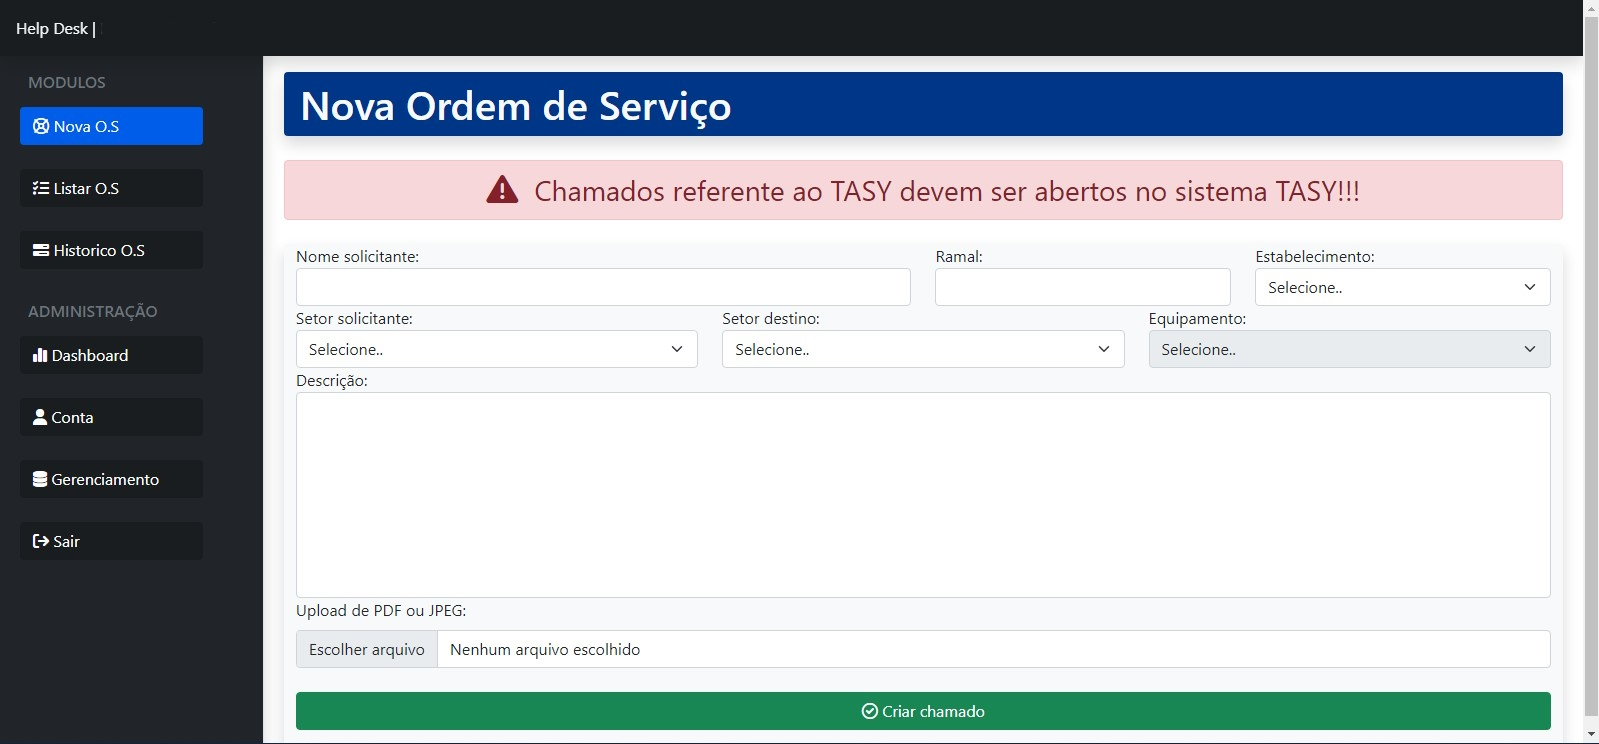 Help Desk |
MODULOS
Nova O.S
Listar O.S
Historico O.S
ADMINISTRAÇÃO
Dashboard
Conta
Gerenciamento
Sair
Nova Ordem de Serviço
Chamados referente ao TASY devem ser abertos no sistema TASY!!!
Nome solicitante: Ramal: Estabelecimento:
Selecione..
Setor solicitante: Setor destino: Equipamento:
Selecione.. Selecione.. Selecione..
Descrição:
Upload de PDF ou JPEG:
Escolher arquivo Nenhum arquivo escolhido
Criar chamado